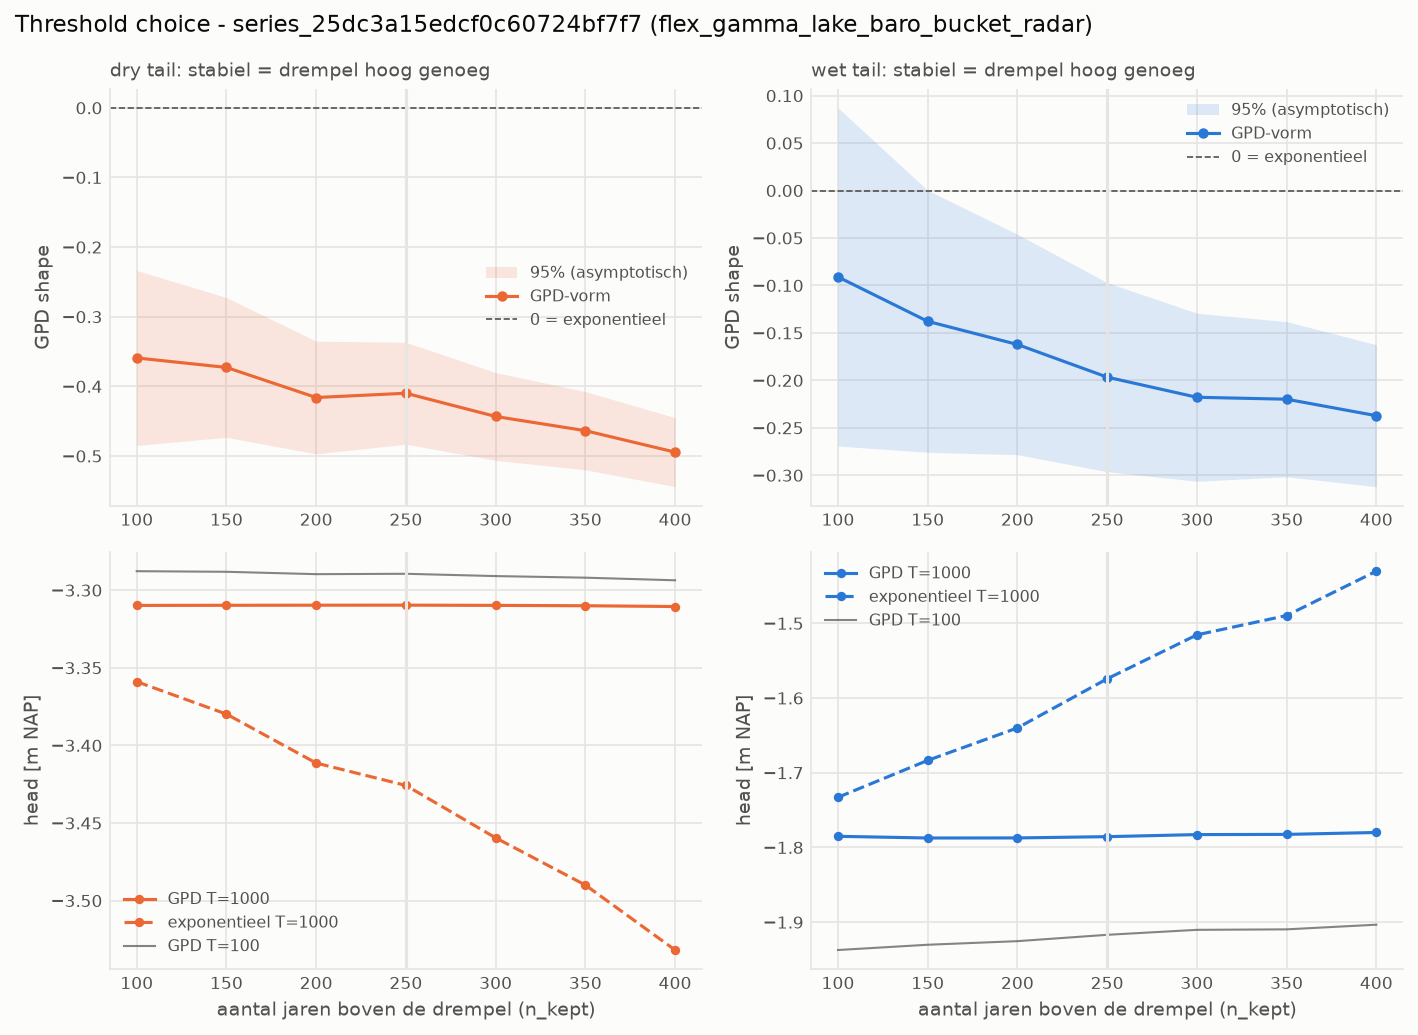 Threshold choice - series_25dc3a15edcf0c60724bf7f7 (flex_gamma_lake_baro_bucket_radar)
dry tail: stabiel = drempel hoog genoeg
GPD shape
0.0
−0.1
−0.2
−0.3
−0.4
−0.5
95% (asymptotisch)
GPD-vorm
0 = exponentieel
100 150 200 250 300 350 400
wet tail: stabiel = drempel hoog genoeg
GPD shape
0.10
0.05
0.00
−0.05
−0.10
−0.15
−0.20
−0.25
−0.30
95% (asymptotisch)
GPD-vorm
0 = exponentieel
100 150 200 250 300 350 400
head [m NAP]
−3.30
−3.35
−3.40
−3.45
−3.50
GPD T=1000
exponentieel T=1000
GPD T=100
100 150 200 250 300 350 400
aantal jaren boven de drempel (n_kept)
head [m NAP]
−1.5
−1.6
−1.7
−1.8
−1.9
GPD T=1000
exponentieel T=1000
GPD T=100
100 150 200 250 300 350 400
aantal jaren boven de drempel (n_kept)